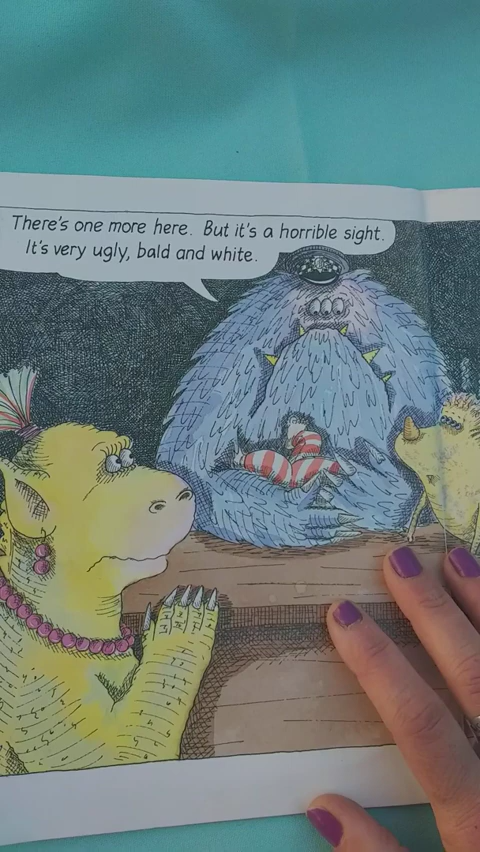 There's one more here. But it's a horrible sight.
It's very ugly, bald and white.